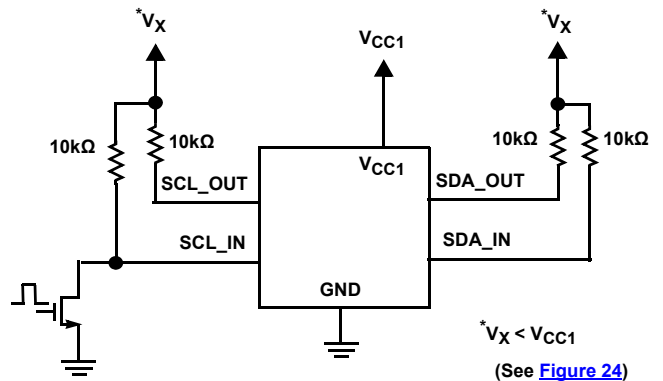 *VX
VCC1
*VX
10kΩ
10kΩ
10kΩ
10kΩ
VCC1
SCL_OUT
SDA_OUT
SCL_IN
SDA_IN
GND
*VX < VCC1
(See Figure 24)